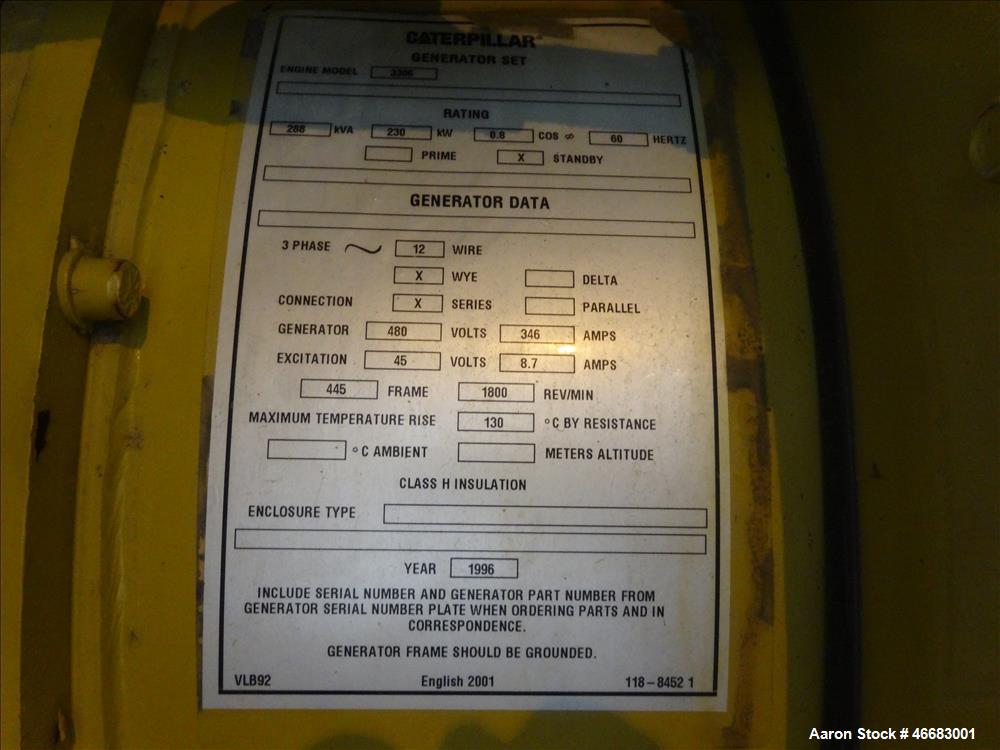 CATERPILLAR®
GENERATOR SET
ENGINE MODEL 3306
RATING
288 kVA 230 kW 0.8 COS ø 60 HERTZ
PRIME X STANDBY
GENERATOR DATA
3 PHASE ~ 12 WIRE
X WYE DELTA
CONNECTION X SERIES PARALLEL
GENERATOR 480 VOLTS 346 AMPS
EXCITATION 45 VOLTS 8.7 AMPS
445 FRAME 1800 REV/MIN
MAXIMUM TEMPERATURE RISE 130 °C BY RESISTANCE
°C AMBIENT METERS ALTITUDE
CLASS H INSULATION
ENCLOSURE TYPE
YEAR 1996
INCLUDE SERIAL NUMBER AND GENERATOR PART NUMBER FROM
GENERATOR SERIAL NUMBER PLATE WHEN ORDERING PARTS AND IN
CORRESPONDENCE.
GENERATOR FRAME SHOULD BE GROUNDED.
VLB92 English 2001 118-8452 1
Aaron Stock # 46683001